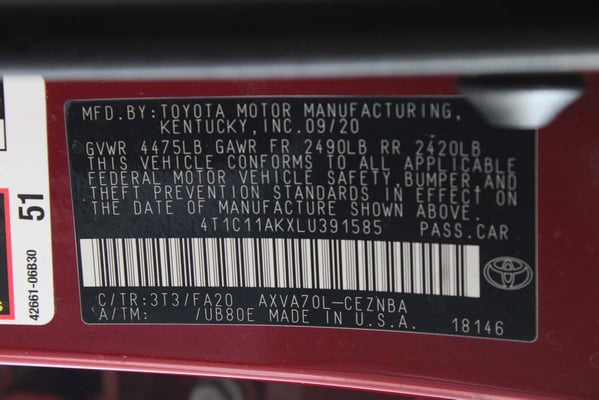 MFD.BY:TOYOTA MOTOR MANUFACTURING,
KENTUCKY,INC.09/20
GVWR 4475LB GAWR FR 2490LB RR 2420LB
THIS VEHICLE CONFORMS TO ALL APPLICABLE
FEDERAL MOTOR VEHICLE SAFETY,BUMPER,AND
THEFT PREVENTION STANDARDS IN EFFECT ON
THE DATE OF MANUFACTURE SHOWN ABOVE.
4T1C11AKXLU391585 PASS.CAR
C/TR:3T3/FA20 AXVA70L-CEZNBA
A/TM: /UB80E MADE IN U.S.A.
18146
51
42661-06B30